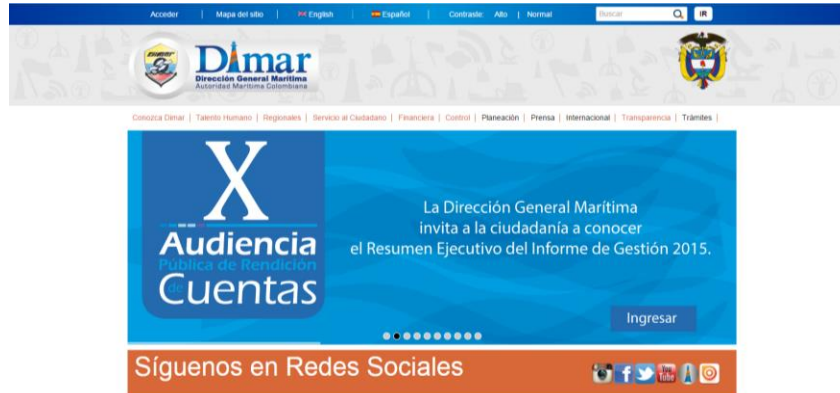 Acceder | Mapa del sitio | English | Español | Contraste: Alto | Normal Buscar IR
Dimar
Dirección General Marítima
Autoridad Marítima Colombiana
Conozca Dimar | Talento Humano | Regionales | Servicio al Ciudadano | Financiera | Control | Planeación | Prensa | Internacional | Transparencia | Trámites |
X
Audiencia
Pública de Rendición
de Cuentas
La Dirección General Marítima
invita a la ciudadanía a conocer
el Resumen Ejecutivo del Informe de Gestión 2015.
Ingresar
Síguenos en Redes Sociales
You
Tube